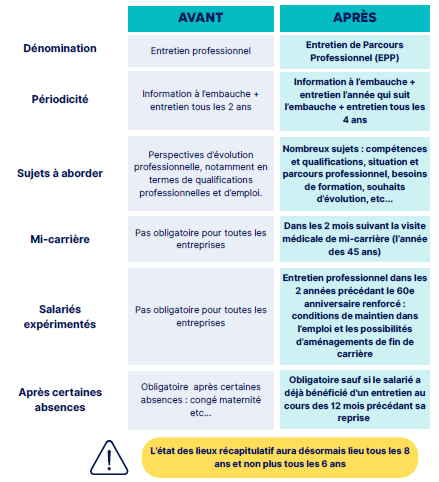 AVANT
APRÈS
Dénomination
Entretien professionnel
Entretien de Parcours
Professionnel (EPP)
Périodicité
Information à l'embauche +
entretien tous les 2 ans
Information à l'embauche +
entretien l'année qui suit
l'embauche + entretien tous les
4 ans
Sujets à aborder
Perspectives d'évolution
professionnelle, notamment en
termes de qualifications
professionnelles et d'emploi.
Nombreux sujets : compétences
et qualifications, situation et
parcours professionnel, besoins
de formation, souhaits
d'évolution, etc...
Mi-carrière
Pas obligatoire pour toutes les
entreprises
Dans les 2 mois suivant la visite
médicale de mi-carrière (l'année
des 45 ans)
Salariés
expérimentés
Pas obligatoire pour toutes les
entreprises
Entretien professionnel dans les
2 années précédant le 60e
anniversaire renforcé :
conditions de maintien dans
l'emploi et les possibilités
d'aménagements de fin de
carrière
Après certaines
absences
Obligatoire après certaines
absences : congé maternité
etc...
Obligatoire sauf si le salarié a
déjà bénéficié d'un entretien au
cours des 12 mois précédant sa
reprise
L'état des lieux récapitulatif aura désormais lieu tous les 8
ans et non plus tous les 6 ans